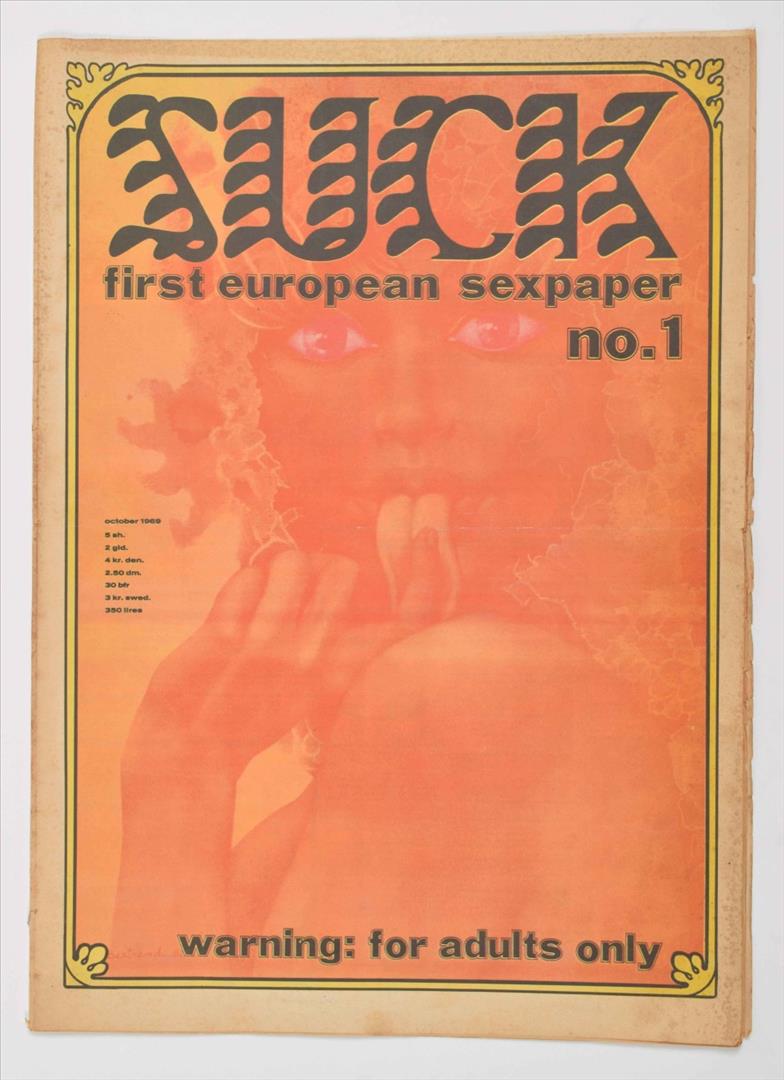 SUCK
first european sexpaper
no.1
october 1969
5 sh.
2 gld.
4 kr. den.
2.50 dm.
30 bfr
3 kr. swed.
350 lires
warning: for adults only